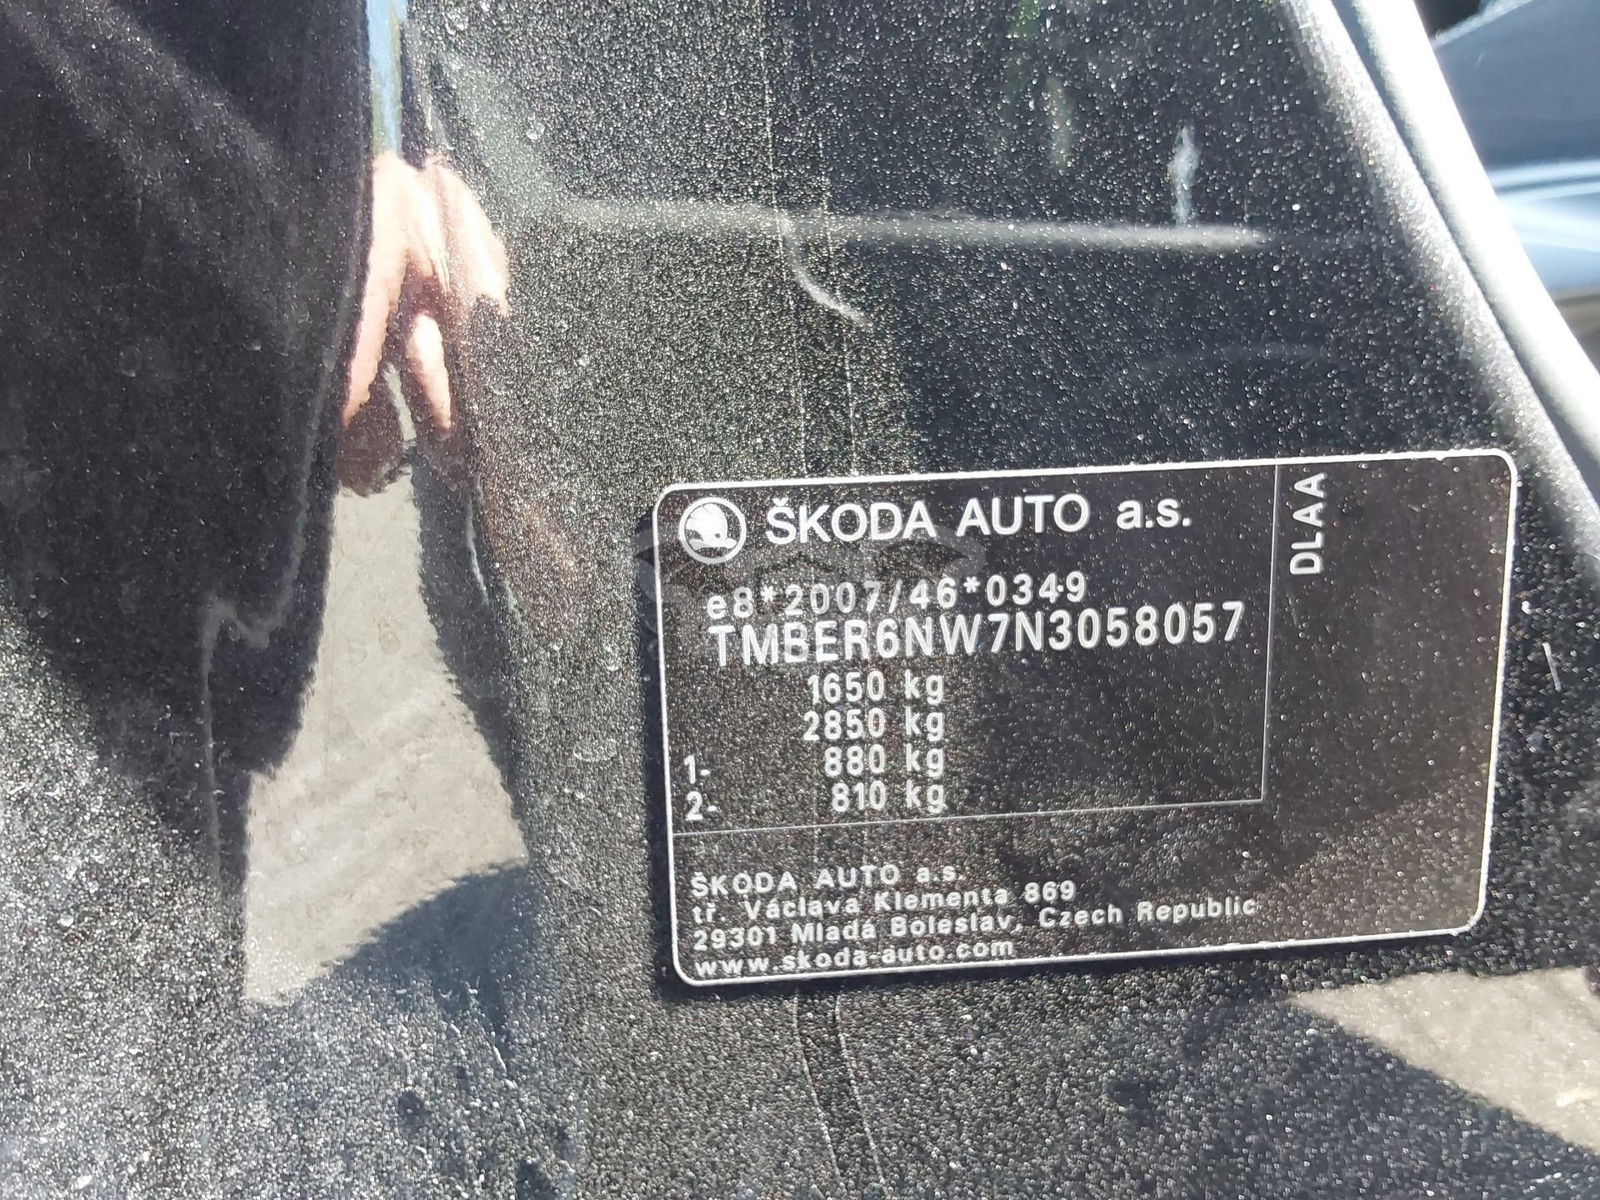 ŠKODA AUTO a.s.
DLAA
e8*2007/46*0349
TMBER6NW7N3058057
1650 kg
2850 kg
1- 880 kg
2- 810 kg
ŠKODA AUTO a.s.
tř. Václava Klementa 869
29301 Mladá Boleslav, Czech Republic
www.skoda-auto.com